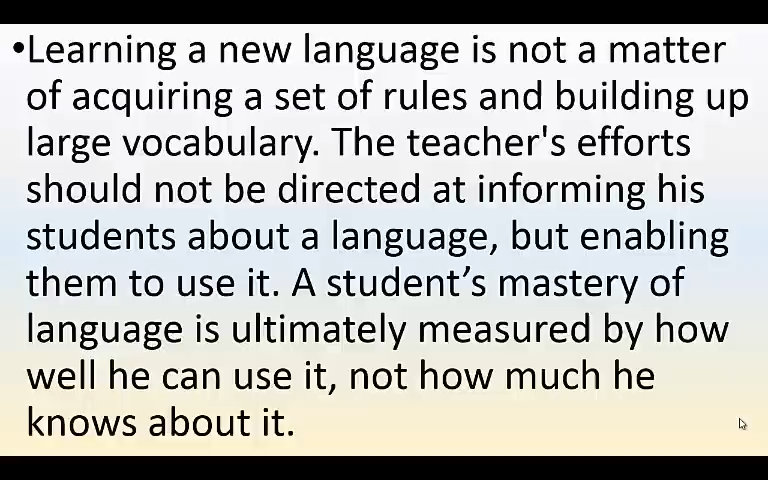 •Learning a new language is not a matter
of acquiring a set of rules and building up
large vocabulary. The teacher's efforts
should not be directed at informing his
students about a language, but enabling
them to use it. A student’s mastery of
language is ultimately measured by how
well he can use it, not how much he
knows about it.